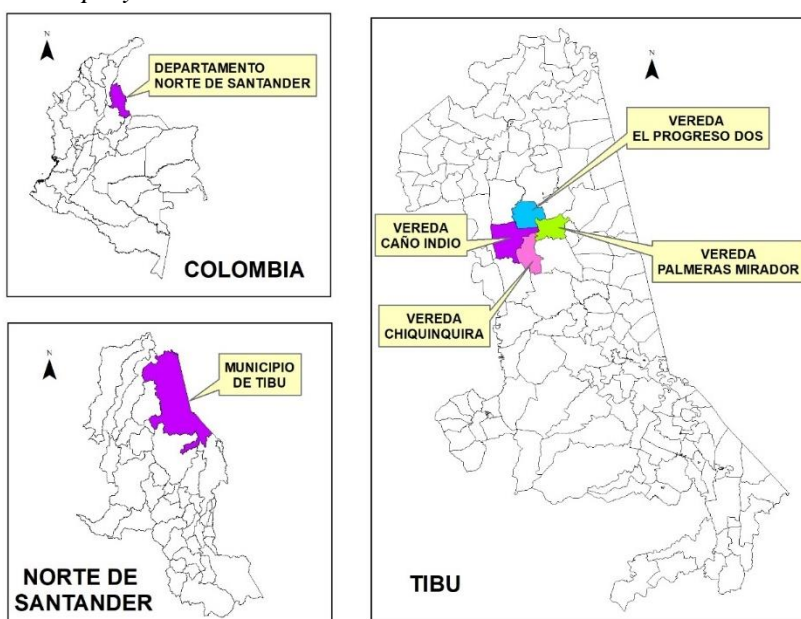 N
DEPARTAMENTO
NORTE DE SANTANDER
COLOMBIA
N
MUNICIPIO
DE TIBU
NORTE DE
SANTANDER
N
VEREDA
EL PROGRESO DOS
VEREDA
CAÑO INDIO
VEREDA
PALMERAS MIRADOR
VEREDA
CHIQUINQUIRA
TIBU